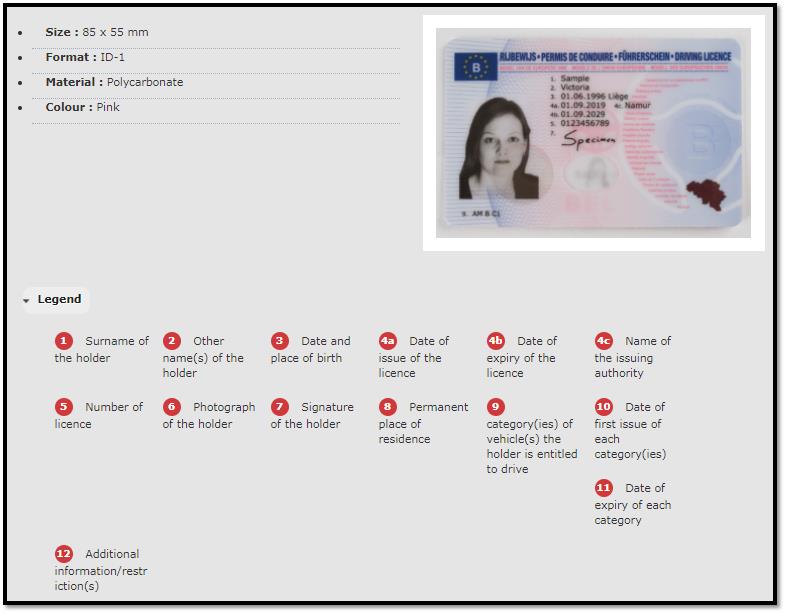 Size : 85 x 55 mm
Format : ID-1
Material : Polycarbonate
Colour : Pink
RIJBEWIJS • PERMIS DE CONDUIRE • FÜHRERSCHEIN • DRIVING LICENCE
B
1. Sample
2. Victoria
3. 01.06.1996 Liège
4a. 01.09.2019 4c. Namur
4b. 01.09.2029
5. 0123456789
7. Specimen
B
BEL
9. AM B C1
Legend
1 Surname of
the holder
2 Other
name(s) of the
holder
3 Date and
place of birth
4a Date of
issue of the
licence
4b Date of
expiry of the
licence
4c Name of
the issuing
authority
5 Number of
licence
6 Photograph
of the holder
7 Signature
of the holder
8 Permanent
place of
residence
9
category(ies) of
vehicle(s) the
holder is entitled
to drive
10 Date of
first issue of
each
category(ies)
11 Date of
expiry of each
category
12 Additional
information/restr
iction(s)